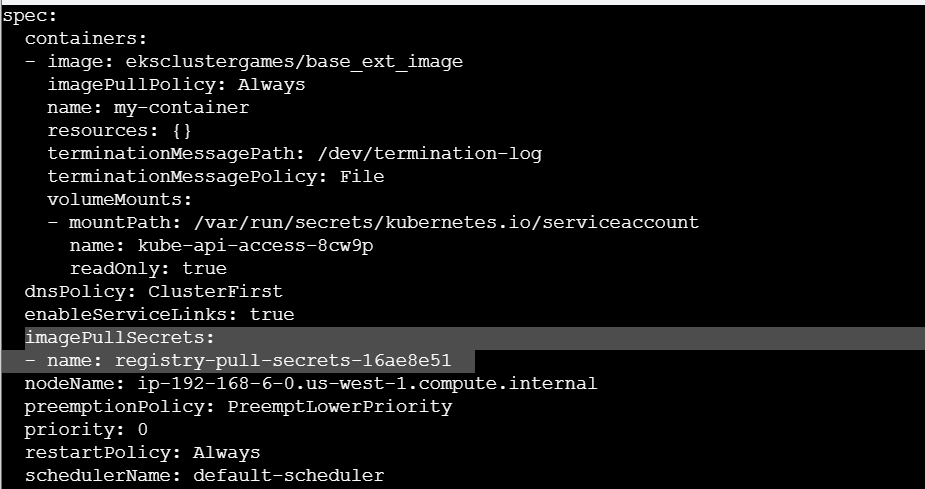 spec:
  containers:
  - image: eksclustergames/base_ext_image
    imagePullPolicy: Always
    name: my-container
    resources: {}
    terminationMessagePath: /dev/termination-log
    terminationMessagePolicy: File
    volumeMounts:
    - mountPath: /var/run/secrets/kubernetes.io/serviceaccount
      name: kube-api-access-8cw9p
      readOnly: true
  dnsPolicy: ClusterFirst
  enableServiceLinks: true
  imagePullSecrets:
  - name: registry-pull-secrets-16ae8e51
  nodeName: ip-192-168-6-0.us-west-1.compute.internal
  preemptionPolicy: PreemptLowerPriority
  priority: 0
  restartPolicy: Always
  schedulerName: default-scheduler